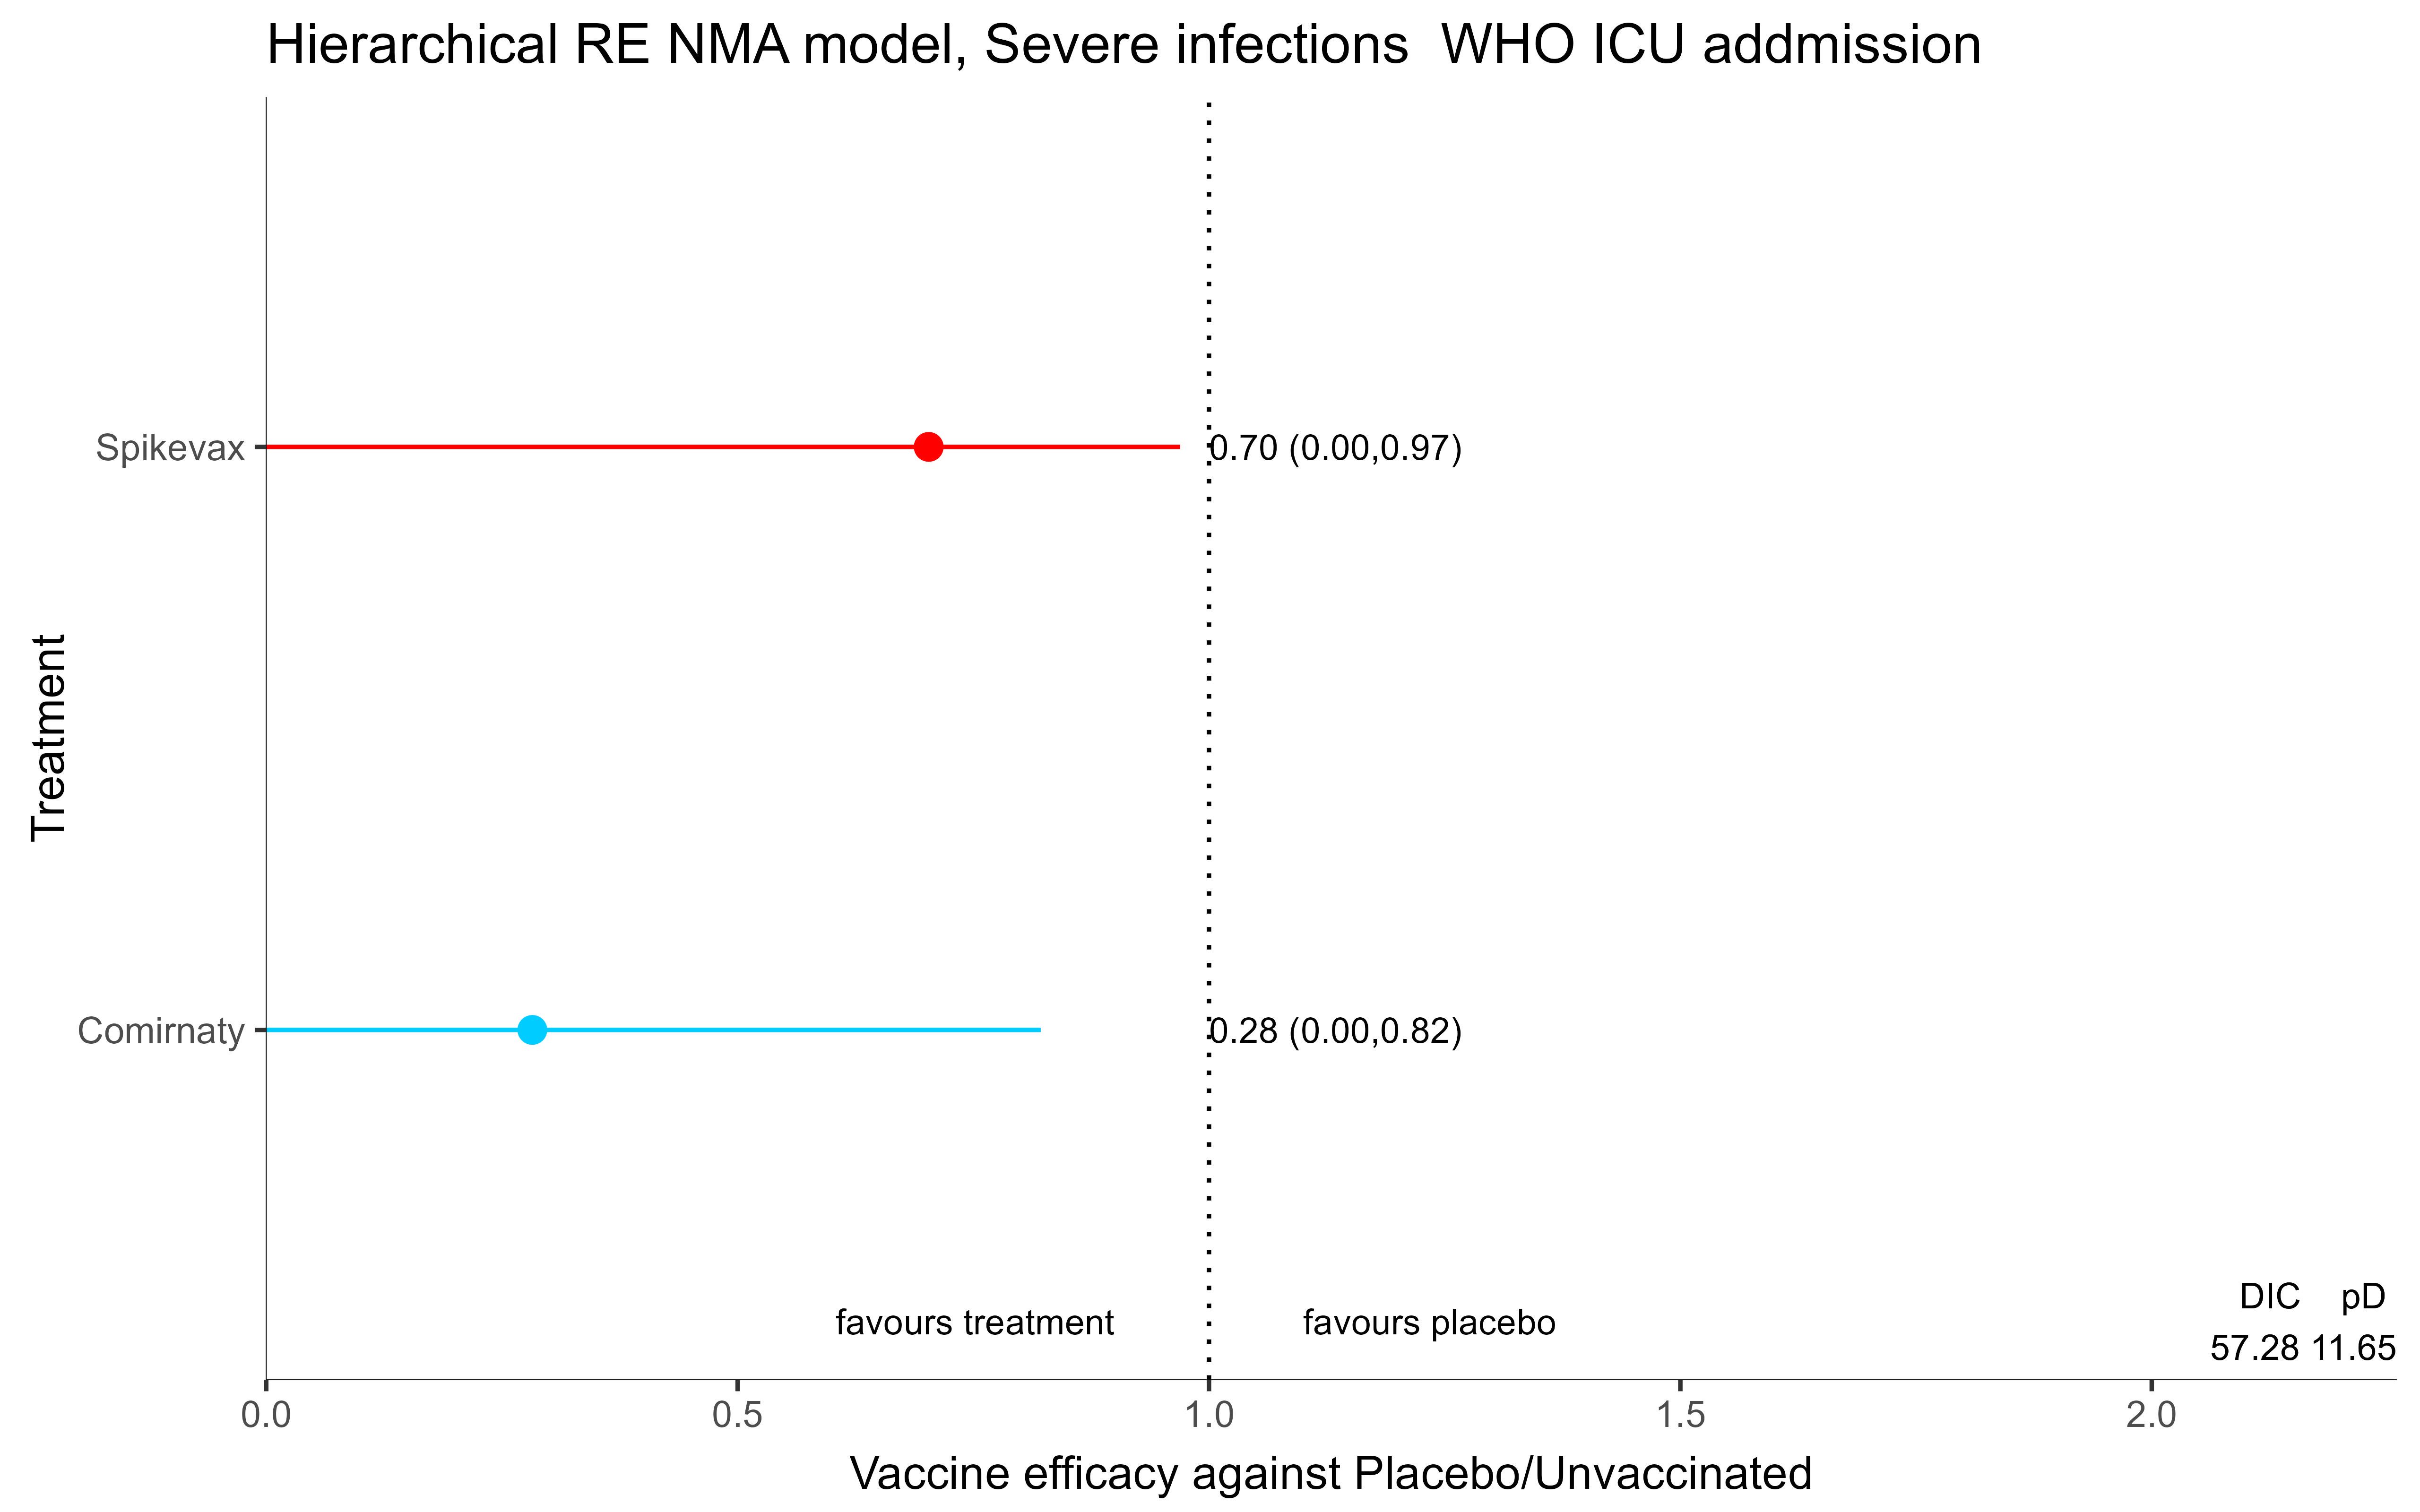 Hierarchical RE NMA model, Severe infections  WHO ICU addmission
Treatment
Spikevax
0.70 (0.00,0.97)
Comirnaty
0.28 (0.00,0.82)
favours treatment
favours placebo
DIC pD
57.28 11.65
0.0 0.5 1.0 1.5 2.0
Vaccine efficacy against Placebo/Unvaccinated